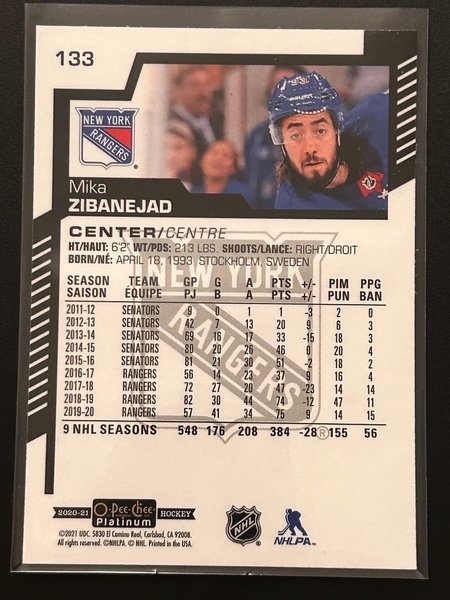 133
NEW YORK
RANGERS
Mika
ZIBANEJAD
CENTER/CENTRE
HT/HAUT: 6'2" WT/PDS: 213 LBS. SHOOTS/LANCE: RIGHT/DROIT
BORN/NÉ: APRIL 18, 1993 STOCKHOLM, SWEDEN
SEASON TEAM GP G A PTS +/- PIM PPG
SAISON ÉQUIPE PJ B A PTS +/- PUN BAN
2011-12 SENATORS 9 0 1 1 -3 2 0
2012-13 SENATORS 42 7 13 20 9 6 3
2013-14 SENATORS 69 16 17 33 -15 18 3
2014-15 SENATORS 80 20 26 46 0 20 4
2015-16 SENATORS 81 21 30 51 -2 18 2
2016-17 RANGERS 56 14 23 37 9 16 4
2017-18 RANGERS 72 27 20 47 -23 14 14
2018-19 RANGERS 82 30 44 74 -12 47 11
2019-20 RANGERS 57 41 34 75 9 14 15
9 NHL SEASONS 548 176 208 384 -28 155 56
NEW YORK
RANGERS
®
2020-21 O-Pee-Chee Platinum HOCKEY
NHL
NHLPA
©2021 UDC. 5830 El Camino Real, Carlsbad, CA 92008.
All rights reserved. ©NHLPA. © NHL. Printed in the USA.